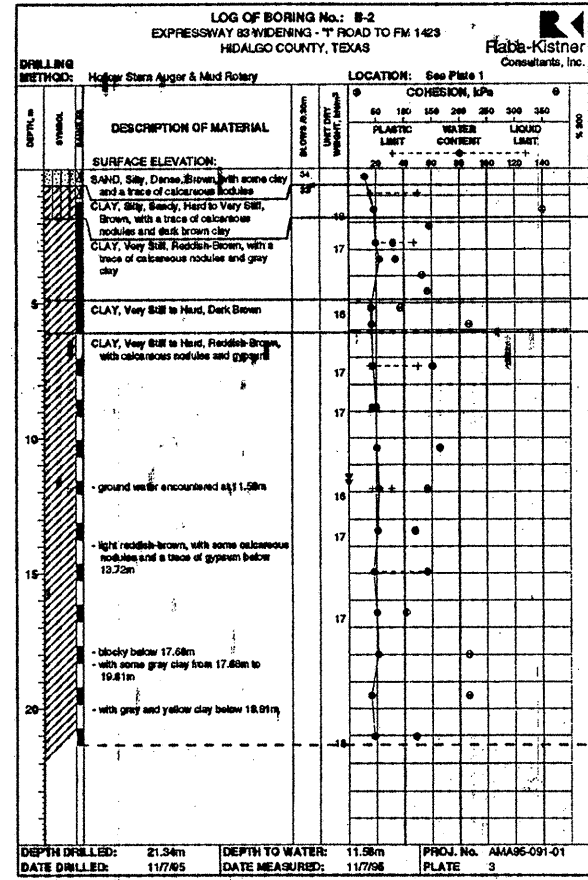 LOG OF BORING No.: B-2
EXPRESSWAY 83 WIDENING - "I" ROAD TO FM 1423
HIDALGO COUNTY, TEXAS
Raba-Kistner
Consultants, Inc.
DRILLING
METHOD: Hollow Stem Auger & Mud Rotary
LOCATION: See Plate 1
DEPTH, m
SYMBOL
SAMPLES
DESCRIPTION OF MATERIAL
SURFACE ELEVATION:
BLOWS /0.30m
UNIT DRY
WEIGHT, kN/m³
COHESION, kPa
50 100 150 200 250 300 350
PLASTIC LIMIT
WATER CONTENT
LIQUID LIMIT
20 40 60 80 100 120 140
% 200
SAND, Silty, Dense, Brown, with some clay
and a trace of calcareous nodules
34
CLAY, Silty, Sandy, Hard to Very Stiff,
Brown, with a trace of calcareous
nodules and dark brown clay
CLAY, Very Stiff, Reddish-Brown, with a
trace of calcareous nodules and gray
clay
17
5
CLAY, Very Stiff to Hard, Dark Brown
16
CLAY, Very Stiff to Hard, Reddish-Brown,
with calcareous nodules and gypsum
17
17
10
- ground water encountered at 11.58m
16
- light reddish-brown, with some calcareous
nodules and a trace of gypsum below
13.72m
17
15
17
- blocky below 17.68m
- with some gray clay from 17.68m to
19.81m
20
- with gray and yellow clay below 19.91m
DEPTH DRILLED: 21.34m
DEPTH TO WATER: 11.58m
PROJ. No. AMA95-091-01
DATE DRILLED: 11/7/95
DATE MEASURED: 11/7/95
PLATE 3